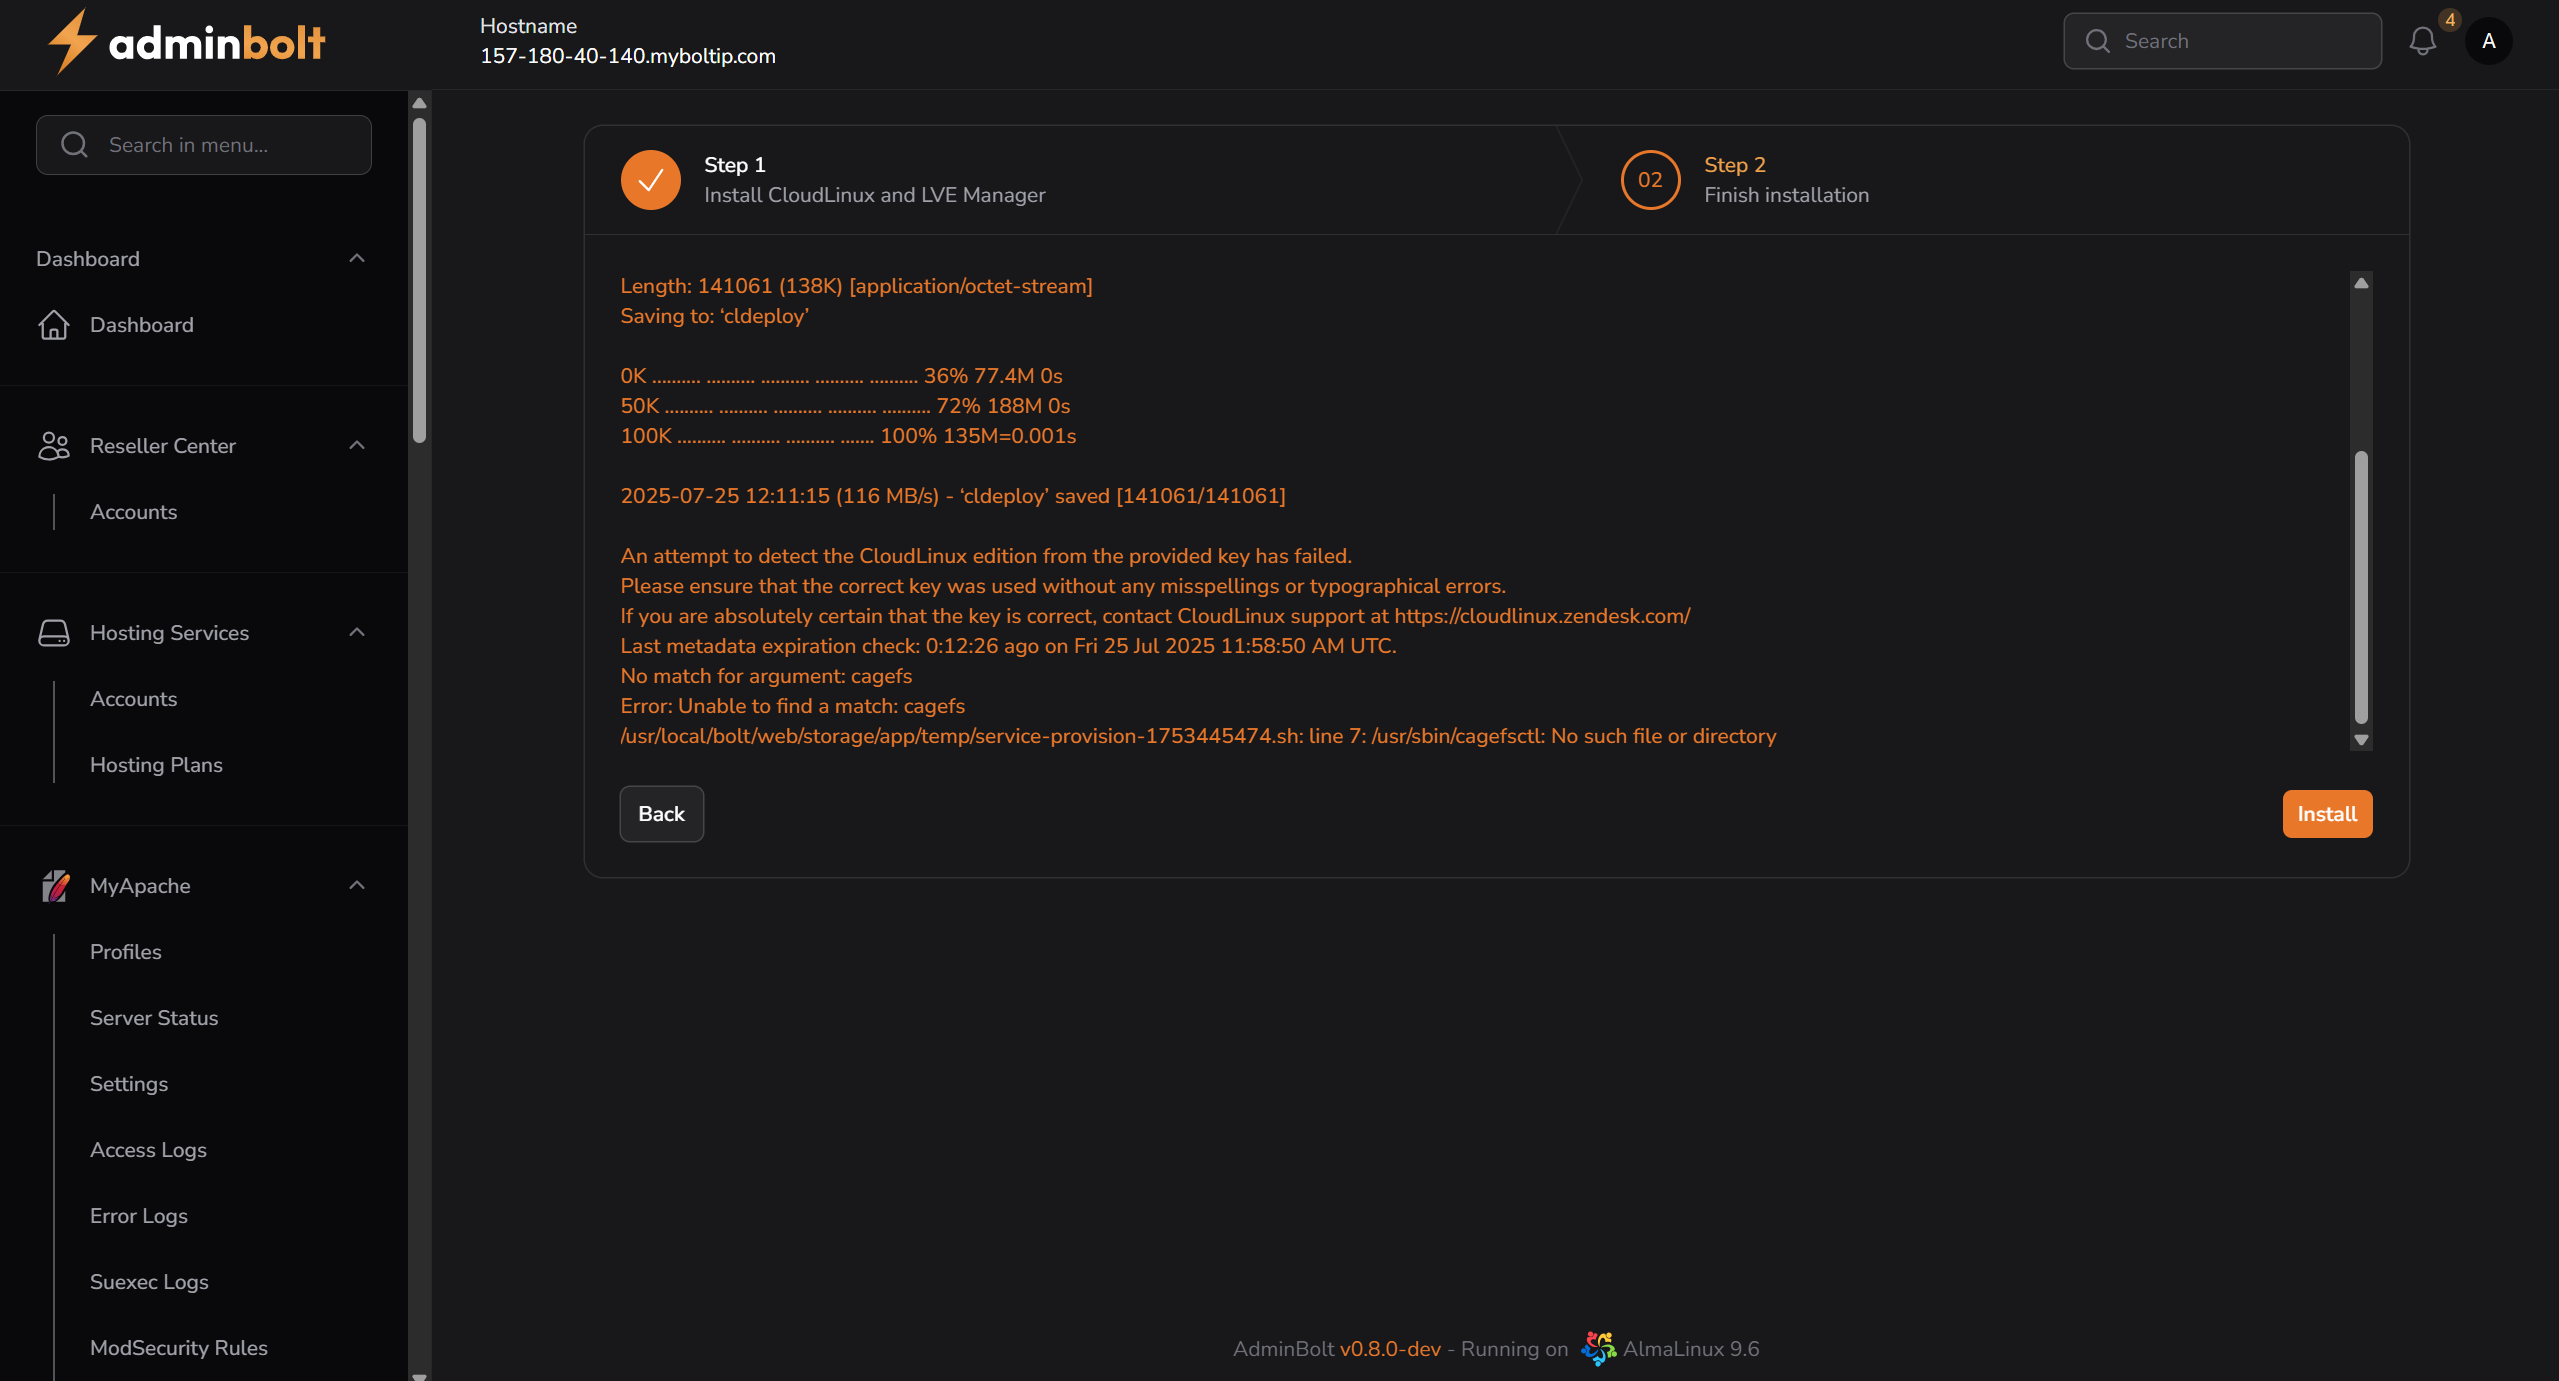 adminbolt
Hostname
157-180-40-140.myboltip.com
Search
4
A
Search in menu...
Dashboard
Dashboard
Reseller Center
Accounts
Hosting Services
Accounts
Hosting Plans
MyApache
Profiles
Server Status
Settings
Access Logs
Error Logs
Suexec Logs
ModSecurity Rules
Step 1
Install CloudLinux and LVE Manager
02
Step 2
Finish installation
Length: 141061 (138K) [application/octet-stream]
Saving to: ‘cldeploy’
0K .......... .......... .......... .......... .......... 36% 77.4M 0s
50K .......... .......... .......... .......... .......... 72% 188M 0s
100K .......... .......... .......... ....... 100% 135M=0.001s
2025-07-25 12:11:15 (116 MB/s) - ‘cldeploy’ saved [141061/141061]
An attempt to detect the CloudLinux edition from the provided key has failed.
Please ensure that the correct key was used without any misspellings or typographical errors.
If you are absolutely certain that the key is correct, contact CloudLinux support at https://cloudlinux.zendesk.com/
Last metadata expiration check: 0:12:26 ago on Fri 25 Jul 2025 11:58:50 AM UTC.
No match for argument: cagefs
Error: Unable to find a match: cagefs
/usr/local/bolt/web/storage/app/temp/service-provision-1753445474.sh: line 7: /usr/sbin/cagefsctl: No such file or directory
Back
Install
AdminBolt v0.8.0-dev - Running on AlmaLinux 9.6